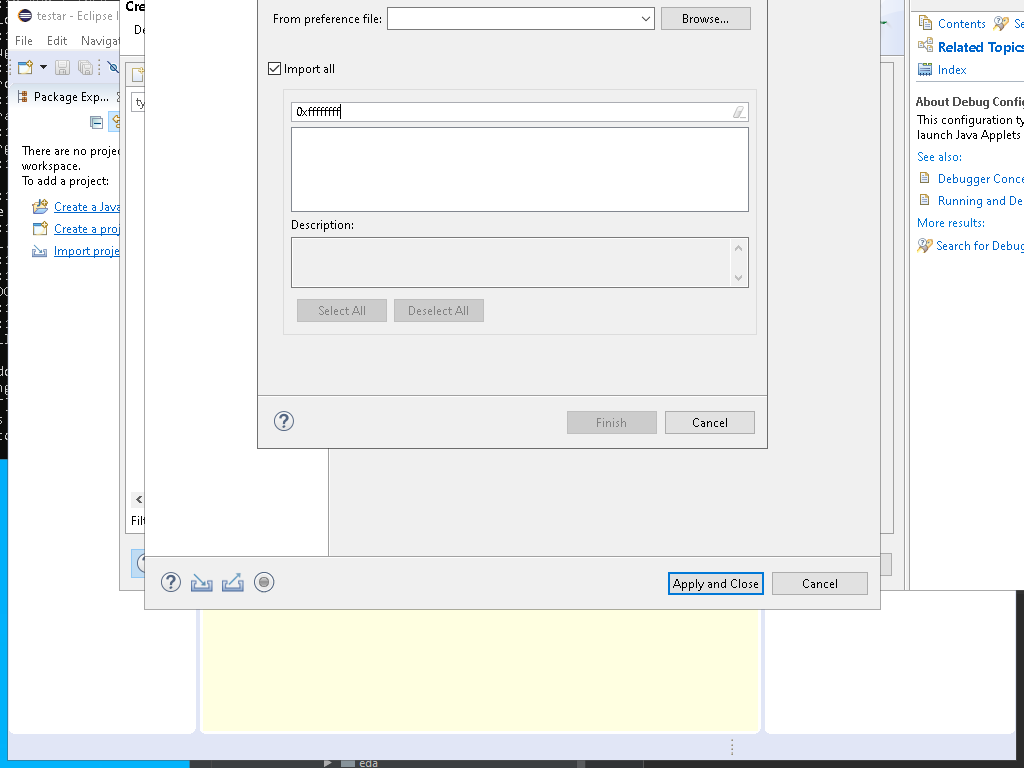 testar - Eclipse I
File Edit Navigat
Package Exp...
There are no projec
workspace.
To add a project:
Create a Java
Create a proj
Import proje
Cre
De
ty
Filt
From preference file:
Browse...
Import all
0xffffffff
Description:
Select All
Deselect All
Finish
Cancel
Apply and Close
Cancel
Contents
Se
Related Topics
Index
About Debug Config
This configuration ty
launch Java Applets
See also:
Debugger Conce
Running and De
More results:
Search for Debug
eda